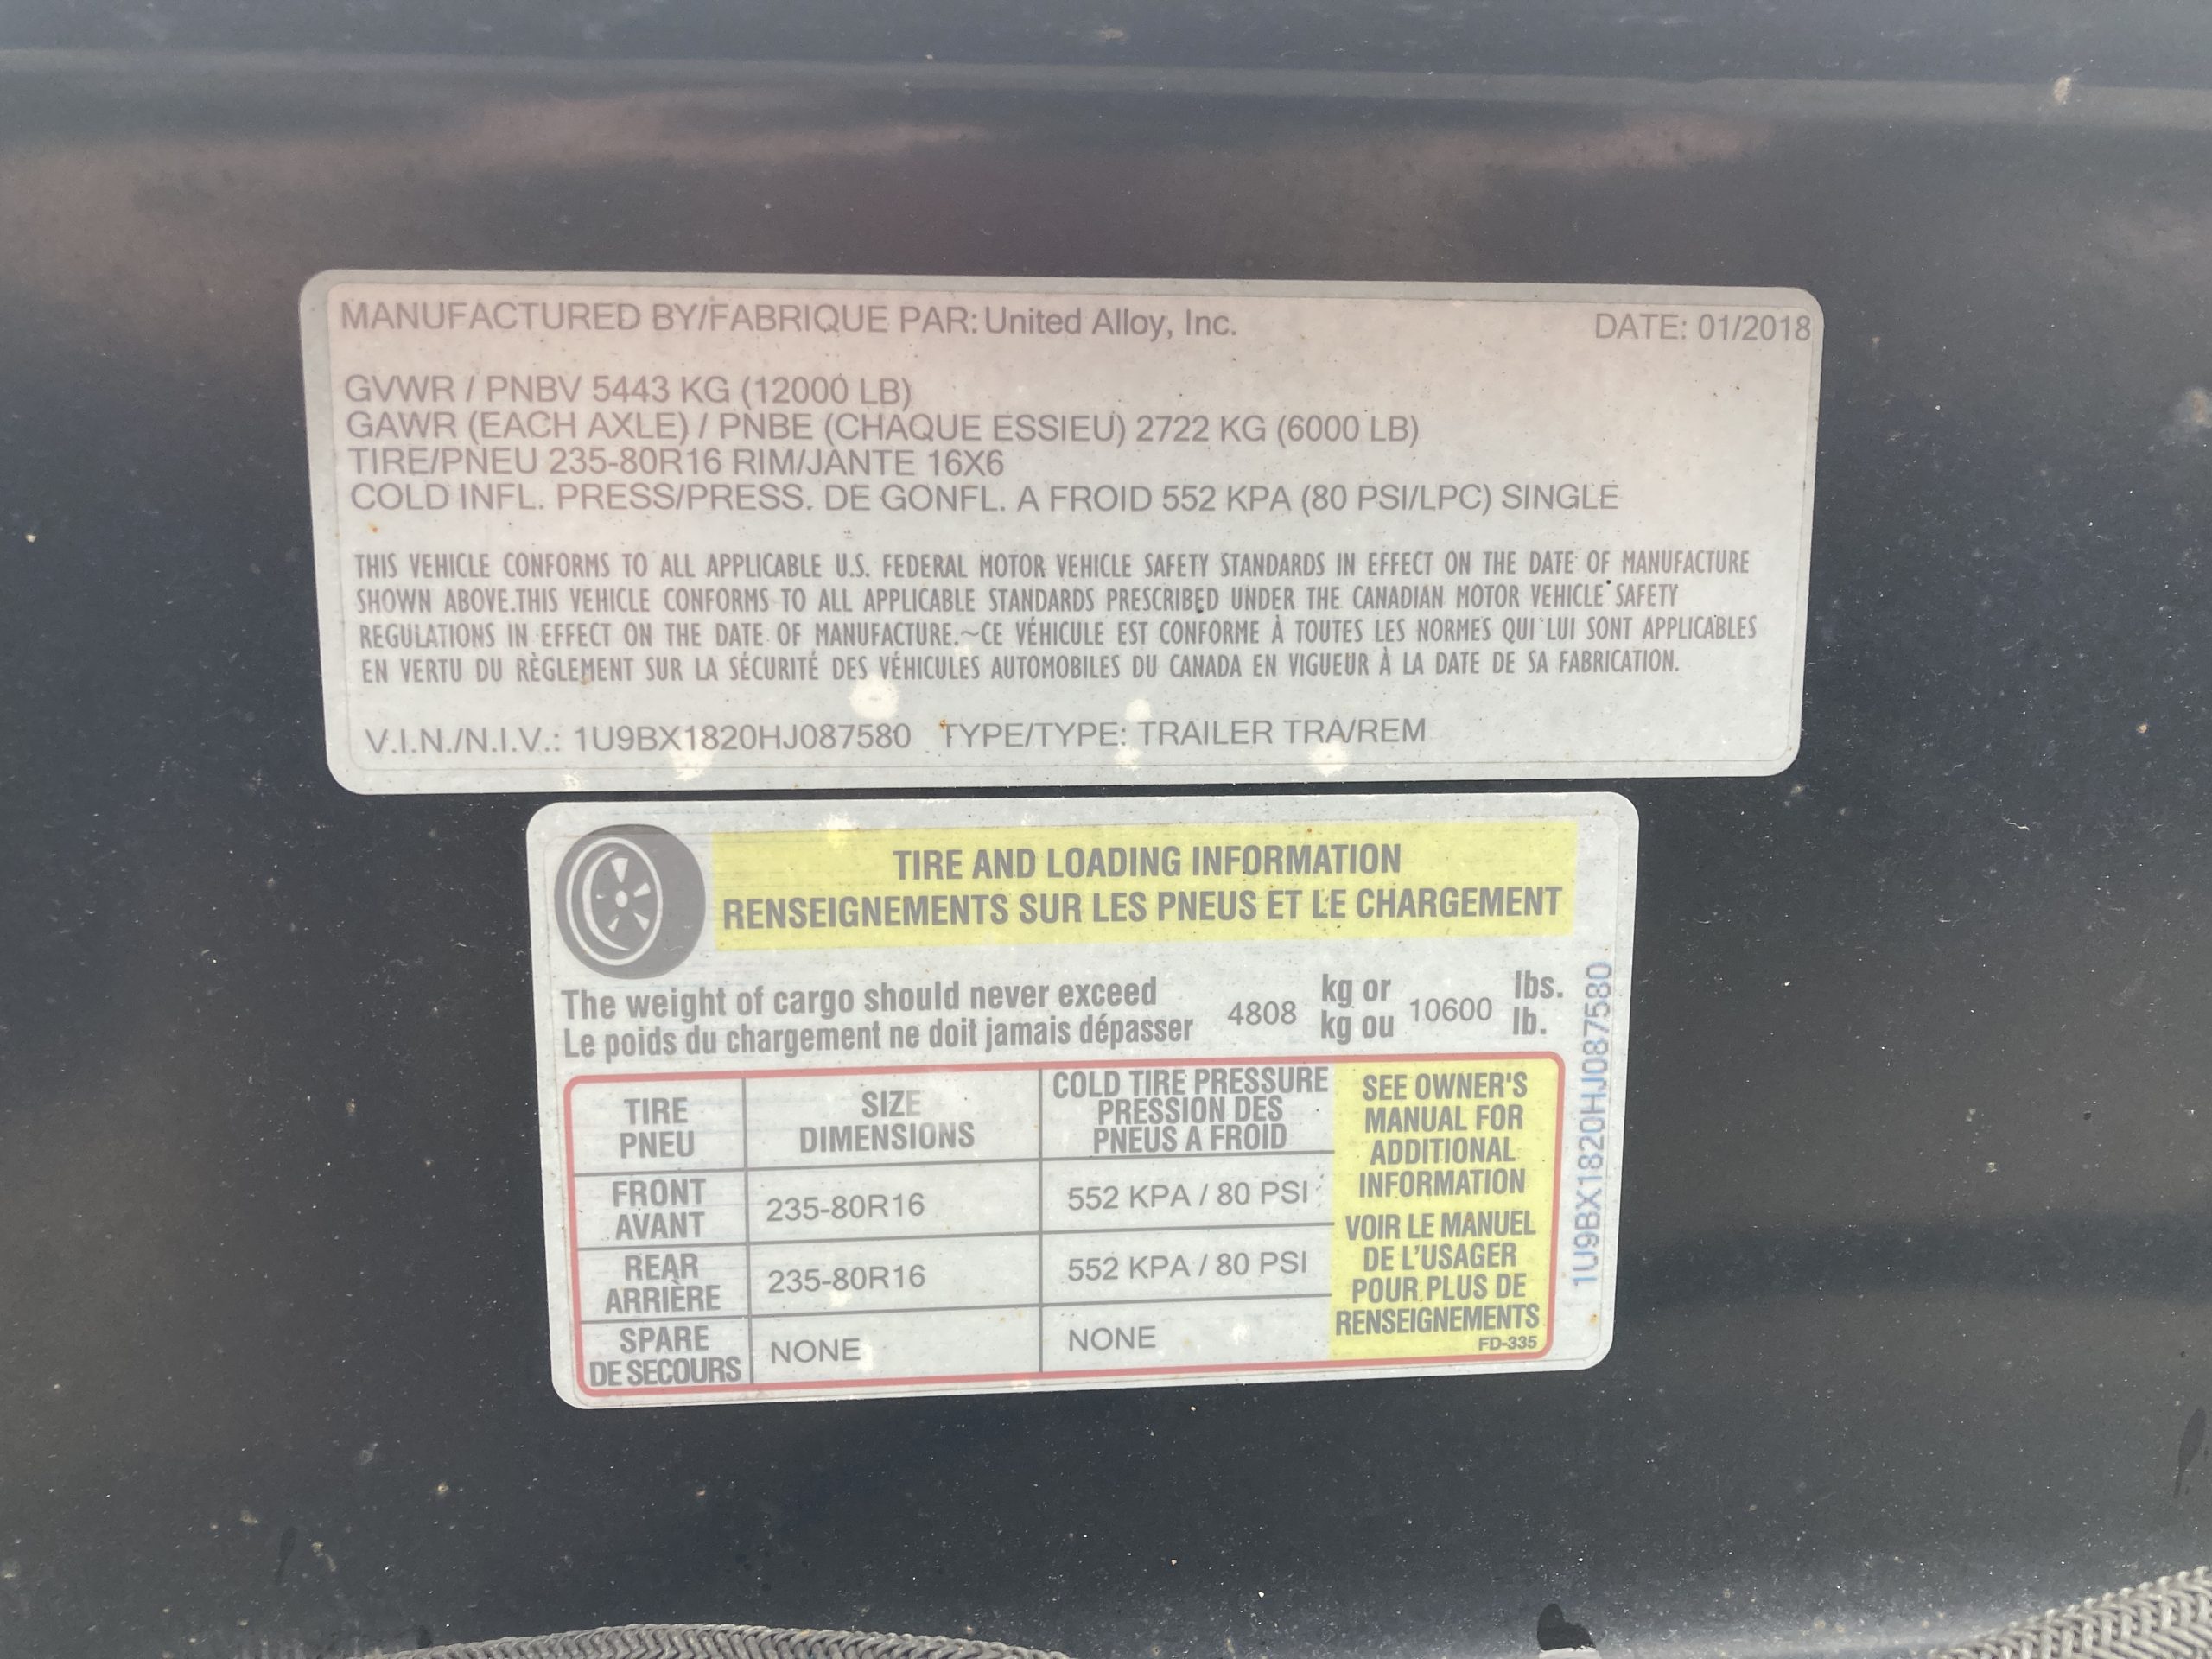 MANUFACTURED BY/FABRIQUE PAR: United Alloy, Inc. DATE: 01/2018
GVWR / PNBV 5443 KG (12000 LB)
GAWR (EACH AXLE) / PNBE (CHAQUE ESSIEU) 2722 KG (6000 LB)
TIRE/PNEU 235-80R16 RIM/JANTE 16X6
COLD INFL. PRESS/PRESS. DE GONFL. A FROID 552 KPA (80 PSI/LPC) SINGLE
THIS VEHICLE CONFORMS TO ALL APPLICABLE U.S. FEDERAL MOTOR VEHICLE SAFETY STANDARDS IN EFFECT ON THE DATE OF MANUFACTURE
SHOWN ABOVE.THIS VEHICLE CONFORMS TO ALL APPLICABLE STANDARDS PRESCRIBED UNDER THE CANADIAN MOTOR VEHICLE SAFETY
REGULATIONS IN EFFECT ON THE DATE OF MANUFACTURE.~CE VÉHICULE EST CONFORME À TOUTES LES NORMES QUI LUI SONT APPLICABLES
EN VERTU DU RÈGLEMENT SUR LA SÉCURITÉ DES VÉHICULES AUTOMOBILES DU CANADA EN VIGUEUR À LA DATE DE SA FABRICATION.
V.I.N./N.I.V.: 1U9BX1820HJ087580 TYPE/TYPE: TRAILER TRA/REM
TIRE AND LOADING INFORMATION
RENSEIGNEMENTS SUR LES PNEUS ET LE CHARGEMENT
The weight of cargo should never exceed
Le poids du chargement ne doit jamais dépasser
4808
kg or
kg ou
10600
lbs.
lb.
TIRE
PNEU
SIZE
DIMENSIONS
COLD TIRE PRESSURE
PRESSION DES
PNEUS A FROID
FRONT
AVANT
235-80R16
552 KPA / 80 PSI
REAR
ARRIÈRE
235-80R16
552 KPA / 80 PSI
SPARE
DE SECOURS
NONE
NONE
SEE OWNER'S
MANUAL FOR
ADDITIONAL
INFORMATION
VOIR LE MANUEL
DE L'USAGER
POUR PLUS DE
RENSEIGNEMENTS
FD-335
1U9BX1820HJ087580